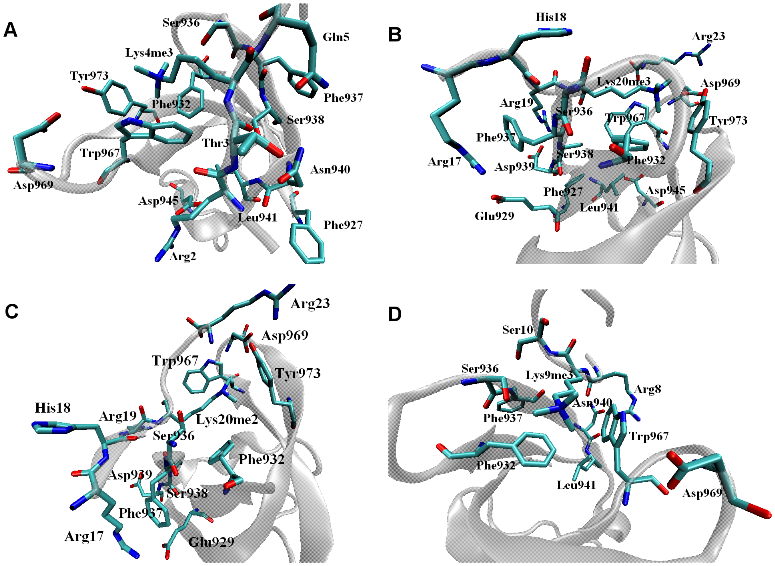 A
Ser936
Gln5
Lys4me3
Tyr973
Phe932
Phe937
Ser938
Thr3
Trp967
Asp969
Asn940
Asp945
Leu941
Phe927
Arg2
B
His18
Arg23
Lys20me3
Asp969
Arg19
Ser936
Trp967
Tyr973
Phe937
Ser938
Arg17
Asp939
Phe932
Phe927
Asp945
Glu929
Leu941
C
Arg23
Asp969
Trp967
Tyr973
His18
Arg19
Lys20me2
Ser936
Phe932
Asp939
Ser938
Phe937
Arg17
Glu929
D
Ser10
Ser936
Lys9me3
Arg8
Asn940
Phe937
Trp967
Phe932
Leu941
Asp969